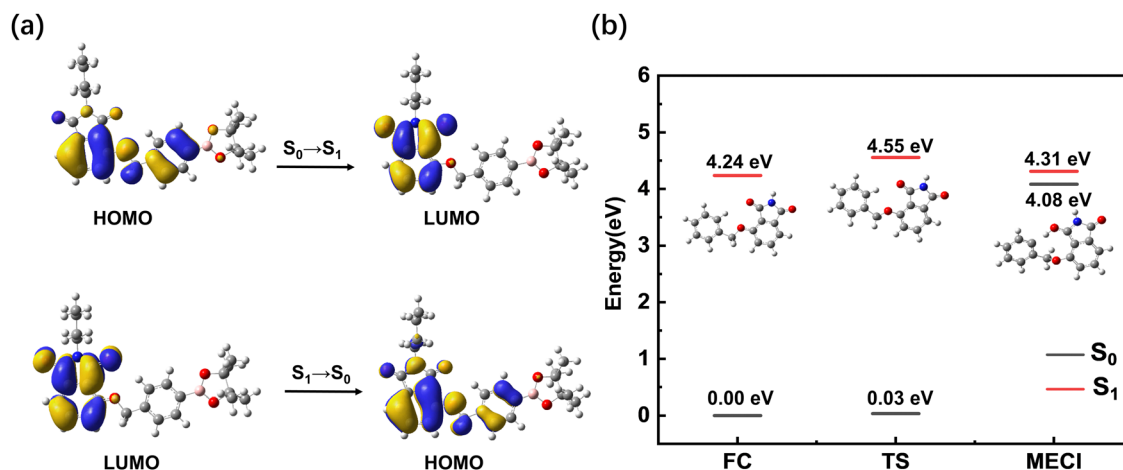 (a)
S₀→S₁
HOMO
LUMO
S₁→S₀
LUMO
HOMO
(b)
Energy(eV)
6
5
4
3
2
1
0
4.24 eV
4.55 eV
4.31 eV
4.08 eV
0.00 eV
0.03 eV
S₀
S₁
FC
TS
MECI